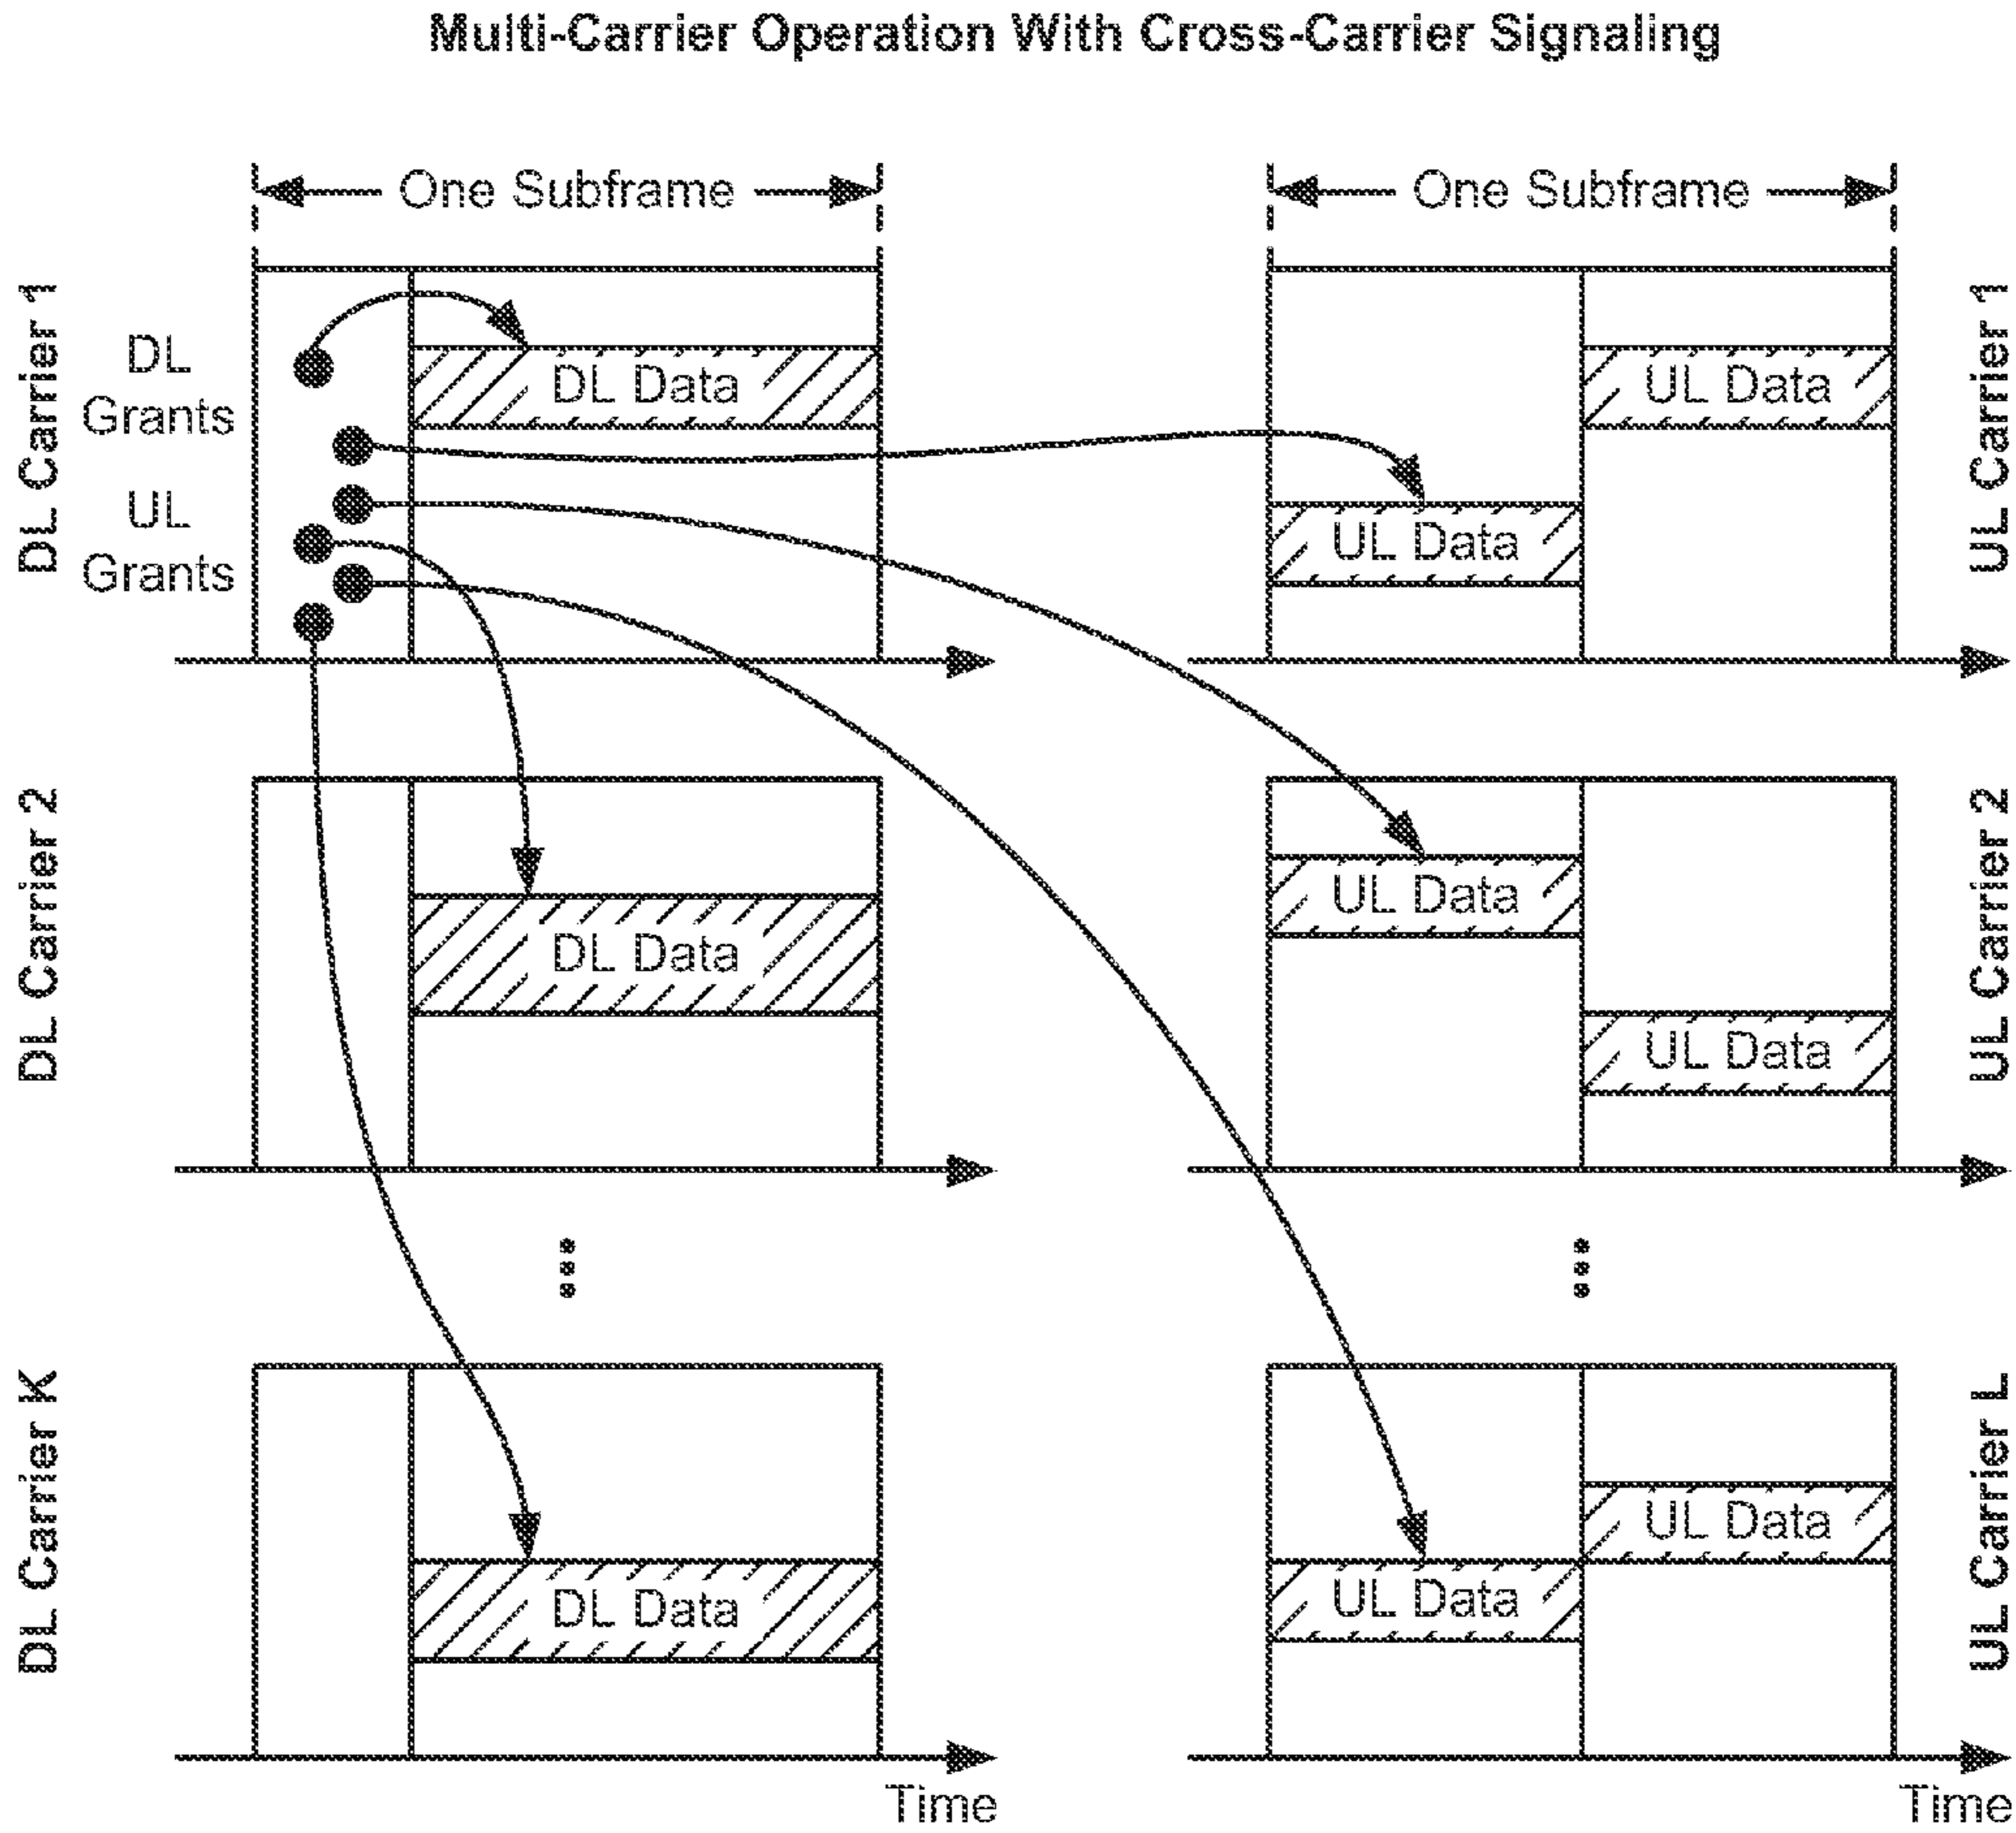 Multi-Carrier Operation With Cross-Carrier Signaling
One Subframe
One Subframe
DL Carrier 1
DL
Grants
UL
Grants
DL Data
UL Data
UL Data
UL Carrier 1
DL Carrier 2
DL Data
UL Data
UL Data
UL Carrier 2
DL Carrier K
DL Data
UL Data
UL Data
UL Carrier L
Time
Time